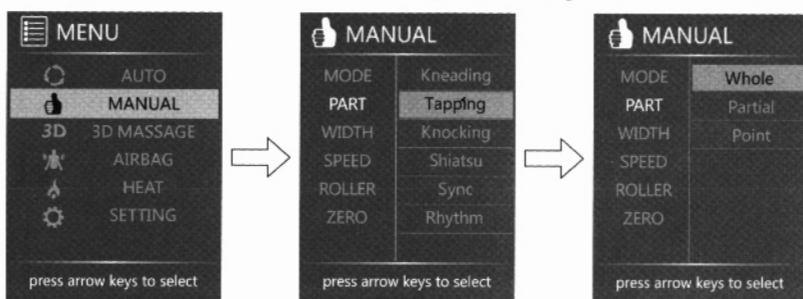 MENU
AUTO
MANUAL
3D 3D MASSAGE
AIRBAG
HEAT
SETTING
press arrow keys to select
MANUAL
MODE Kneading
PART Tapping
WIDTH Knocking
SPEED Shiatsu
ROLLER Sync
ZERO Rhythm
press arrow keys to select
MANUAL
MODE Whole
PART Partial
WIDTH Point
SPEED
ROLLER
ZERO
press arrow keys to select